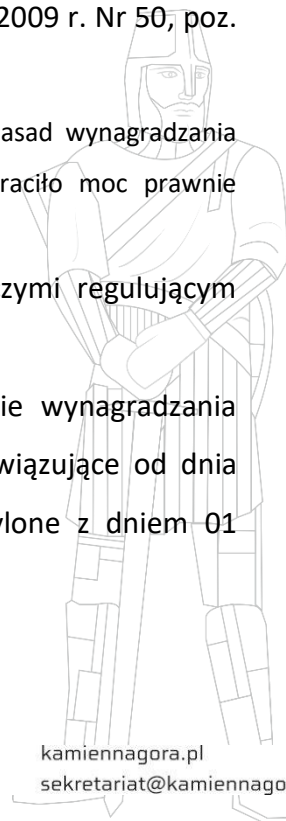 2009 r. Nr 50, poz.
asad wynagradzania
raciło moc prawnie
zymi regulującym
ie wynagradzania
wiązujące od dnia
ylone z dniem 01
kamiennagora.pl
sekretariat@kamiennago